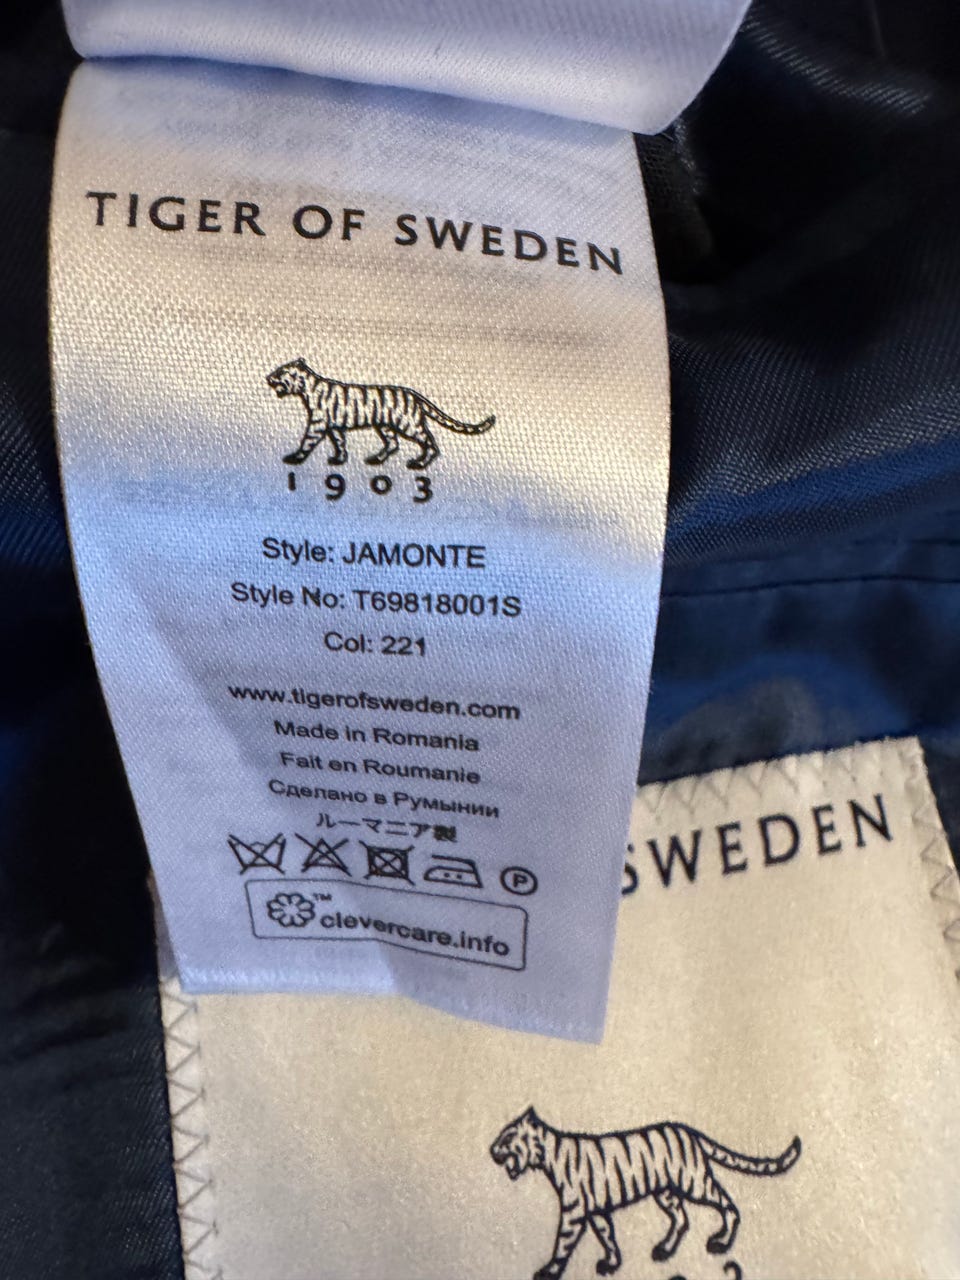 TIGER OF SWEDEN
1903
Style: JAMONTE
Style No: T69818001S
Col: 221
www.tigerofsweden.com
Made in Romania
Fait en Roumanie
Сделано в Румынии
ルーマニア製
P
™
clevercare.info
SWEDEN